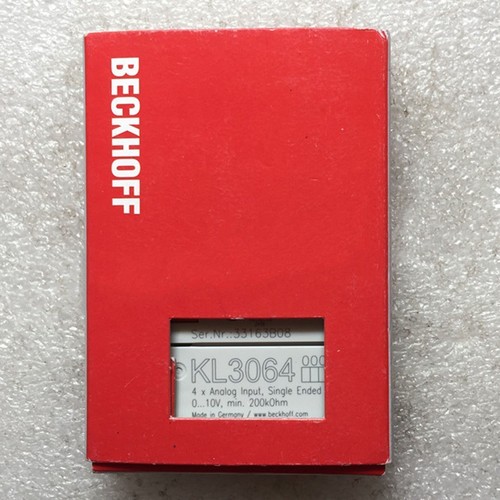 BECKHOFF
Ser.Nr.:33163B08
KL3064
4 x Analog Input, Single Ended
0...10V, min. 200kOhm
Made in Germany / www.beckhoff.com